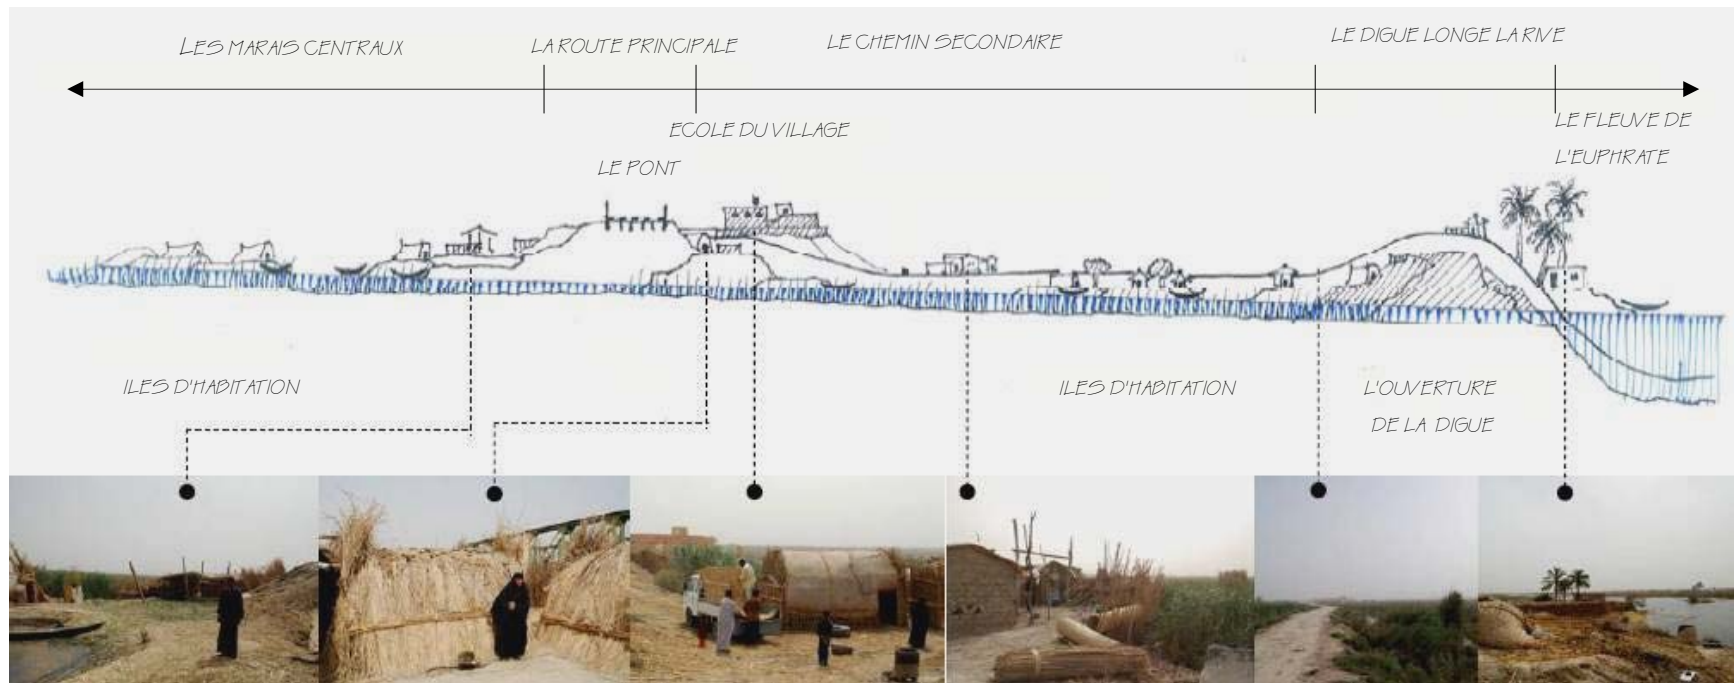 LES MARAIS CENTRAUX
LA ROUTE PRINCIPALE
LE CHEMIN SECONDAIRE
LE DIGUE LONGE LA RIVE
ECOLE DU VILLAGE
LE PONT
LE FLEUVE DE
L'EUPHRATE
ILES D'HABITATION
ILES D'HABITATION
L'OUVERTURE
DE LA DIGUE